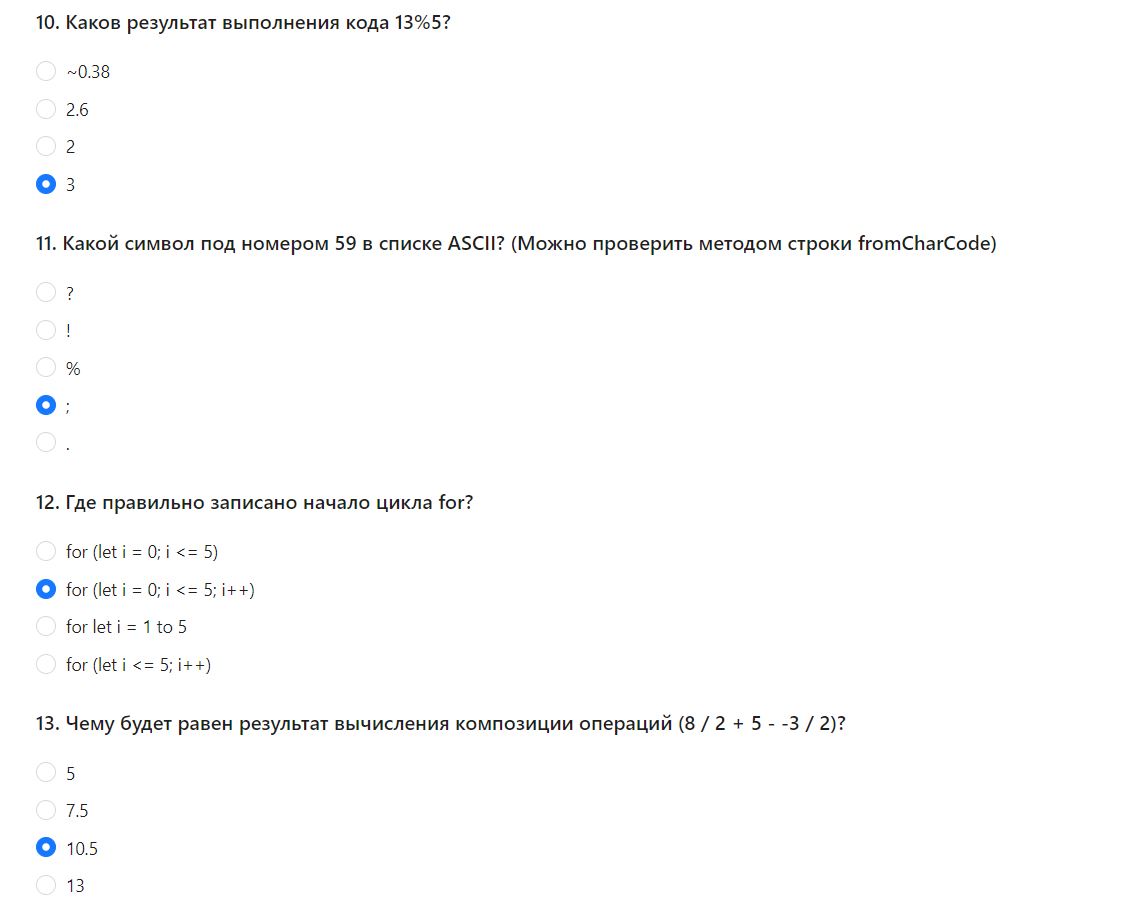 10. Каков результат выполнения кода 13%5?
~0.38
2.6
2
3
11. Какой символ под номером 59 в списке ASCII? (Можно проверить методом строки fromCharCode)
?
!
%
;
.
12. Где правильно записано начало цикла for?
for (let i = 0; i <= 5)
for (let i = 0; i <= 5; i++)
for let i = 1 to 5
for (let i <= 5; i++)
13. Чему будет равен результат вычисления композиции операций (8 / 2 + 5 - -3 / 2)?
5
7.5
10.5
13